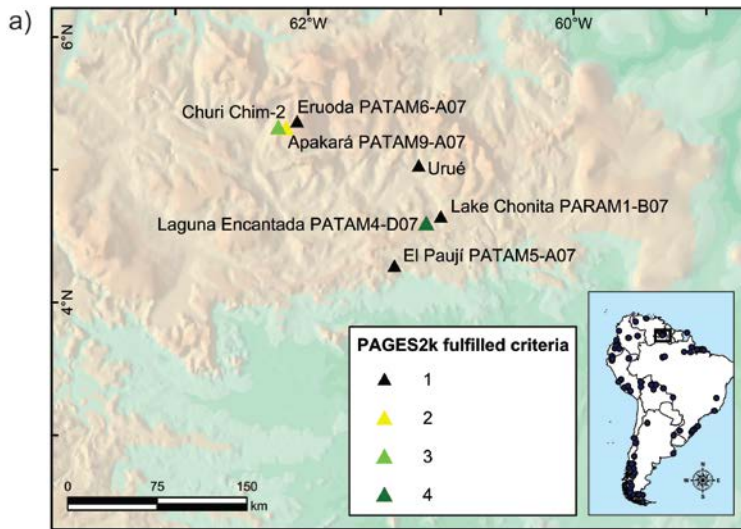 a)
62°W
60°W
6°N
Churi Chim-2
Eruoda PATAM6-A07
Apakará PATAM9-A07
Urué
Lake Chonita PARAM1-B07
Laguna Encantada PATAM4-D07
El Paují PATAM5-A07
4°N
PAGES2k fulfilled criteria
1
2
3
4
0 75 150
km
N
W E
S